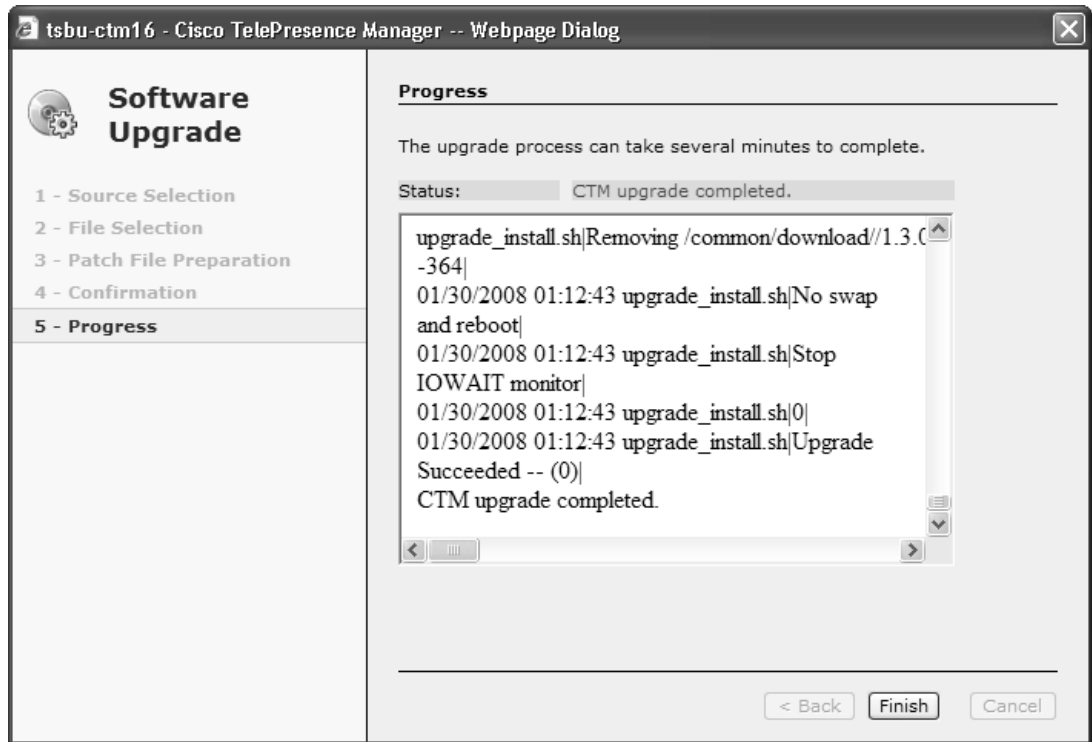 tsbu-ctm16 - Cisco TelePresence Manager -- Webpage Dialog
Software
Upgrade
1 - Source Selection
2 - File Selection
3 - Patch File Preparation
4 - Confirmation
5 - Progress
Progress
The upgrade process can take several minutes to complete.
Status: CTM upgrade completed.
upgrade_install.sh|Removing /common/download//1.3.0
-364|
01/30/2008 01:12:43 upgrade_install.sh|No swap
and reboot|
01/30/2008 01:12:43 upgrade_install.sh|Stop
IOWAIT monitor|
01/30/2008 01:12:43 upgrade_install.sh|0|
01/30/2008 01:12:43 upgrade_install.sh|Upgrade
Succeeded -- (0)|
CTM upgrade completed.
< Back Finish Cancel